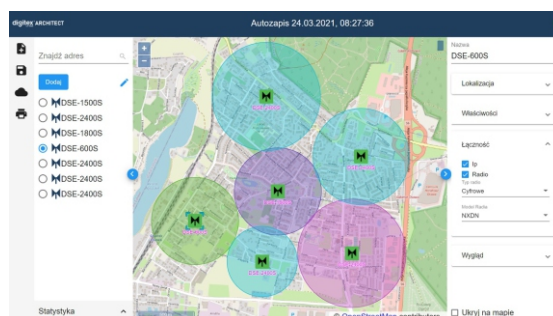 digitex ARCHITECT
Autozapis 24.03.2021, 08:27:36
Znajdź adres
Dodaj
DSE-1500S
DSE-2400S
DSE-1800S
DSE-600S
DSE-2400S
DSE-2400S
DSE-2400S
Statystyka
+
−
© OpenStreetMap contributors
Nazwa
DSE-600S
Lokalizacja
Właściwości
Łączność
Ip
Radio
Typ radia
Cyfrowe
Model Radia
NXDN
Wygląd
Ukryj na mapie